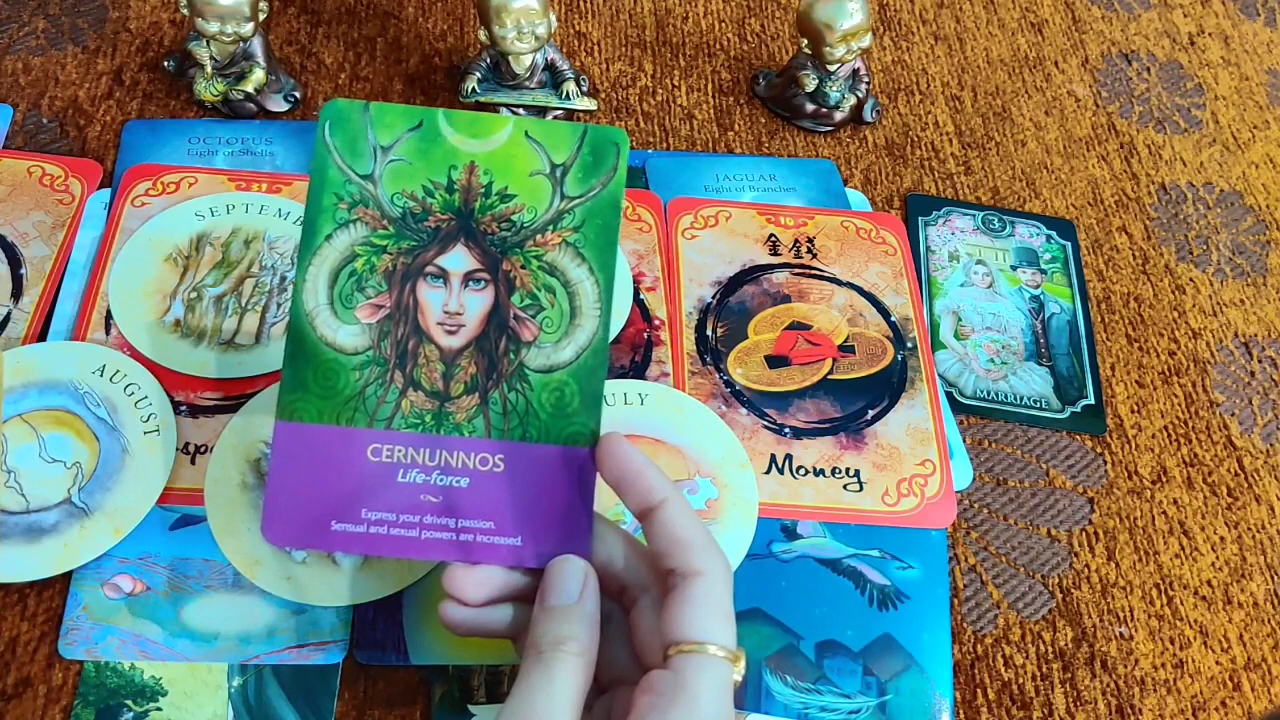 OCTOPUS
Eight of Shells
JAGUAR
Eight of Branches
31
SEPTEMB
10
金錢
3
AUGUST
ULY
MARRIAGE
CERNUNNOS
Life-force
Express your driving passion.
Sensual and sexual powers are increased.
Money